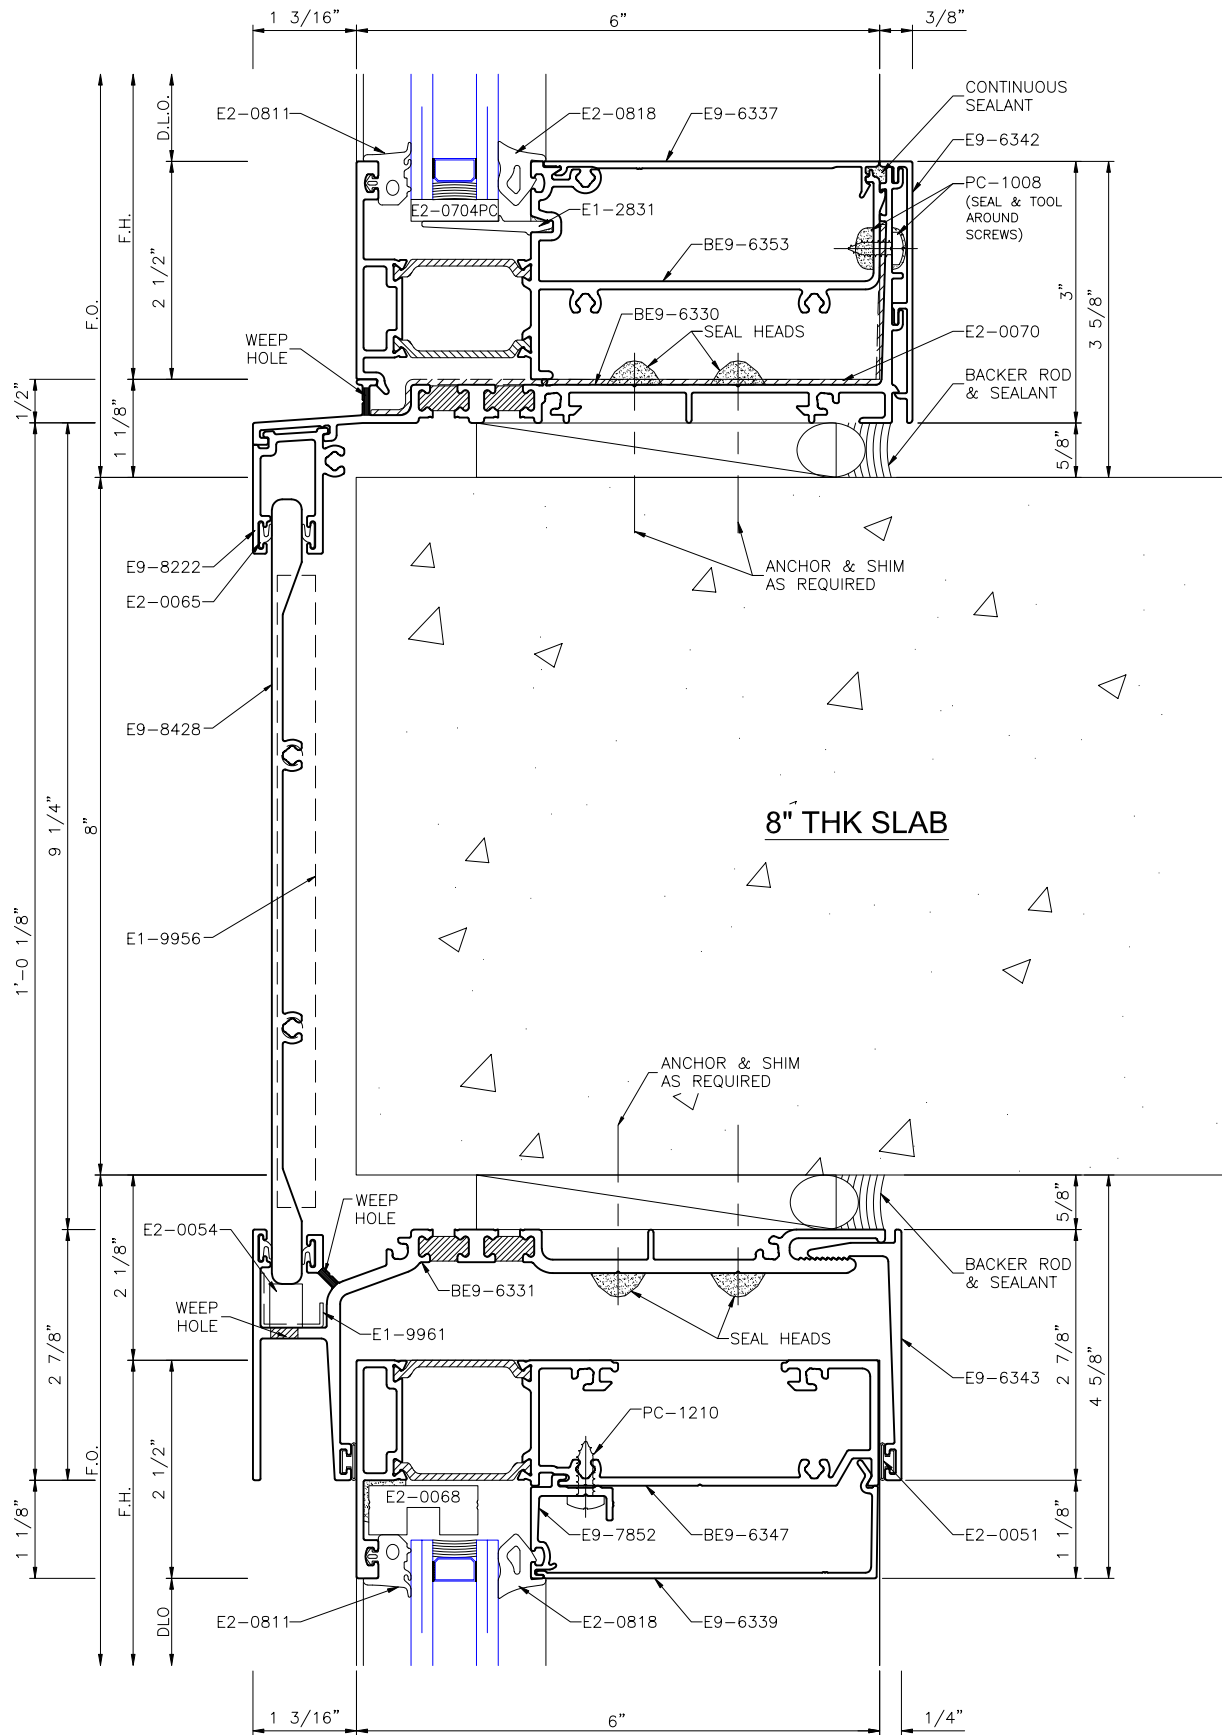 1 3/16"
6"
3/8"
D.L.O.
F.H.
F.O.
E2-0811
E2-0818
E9-6337
CONTINUOUS
SEALANT
E9-6342
PC-1008
(SEAL & TOOL
AROUND
SCREWS)
E2-0704PC
E1-2831
BE9-6353
2 1/2"
3"
3 5/8"
BE9-6330
SEAL HEADS
E2-0070
WEEP
HOLE
BACKER ROD
& SEALANT
1/2"
1 1/8"
5/8"
E9-8222
E2-0065
ANCHOR & SHIM
AS REQUIRED
E9-8428
8" THK SLAB
9 1/4"
8"
E1-9956
1'-0 1/8"
ANCHOR & SHIM
AS REQUIRED
WEEP
HOLE
E2-0054
5/8"
BACKER ROD
& SEALANT
2 1/8"
BE9-6331
WEEP
HOLE
E1-9961
SEAL HEADS
2 7/8"
E9-6343
2 7/8"
4 5/8"
PC-1210
F.O.
F.H.
2 1/2"
E2-0068
1 1/8"
E9-7852
BE9-6347
E2-0051
1 1/8"
DLO
E2-0811
E2-0818
E9-6339
1 3/16"
6"
1/4"